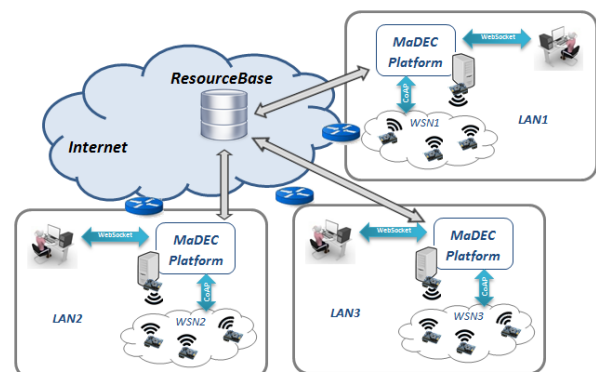 ResourceBase
Internet
MaDEC
Platform
WebSocket
CoAP
WSN1
LAN1
WebSocket
MaDEC
Platform
CoAP
WSN2
LAN2
WebSocket
MaDEC
Platform
CoAP
WSN3
LAN3